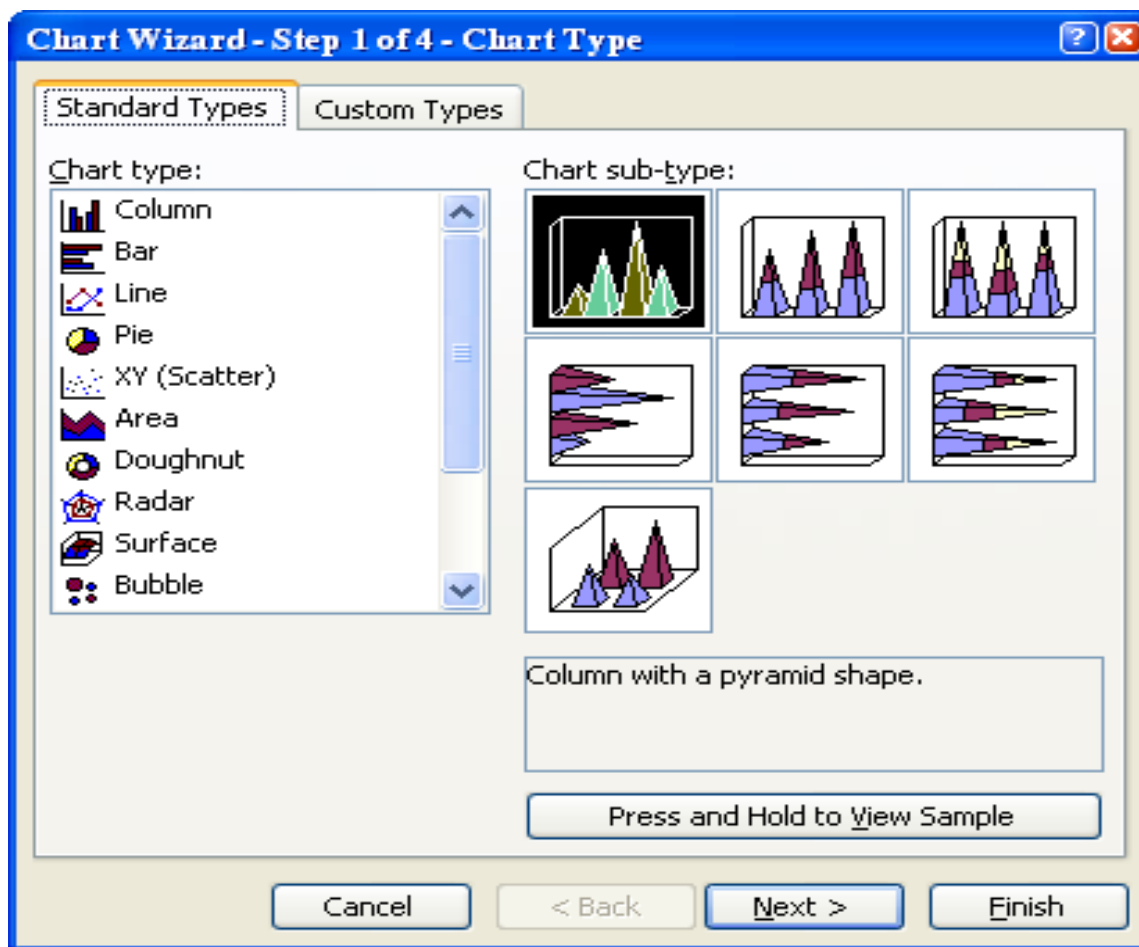 Chart Wizard - Step 1 of 4 - Chart Type
?
Standard Types
Custom Types
Chart type:
Column
Bar
Line
Pie
XY (Scatter)
Area
Doughnut
Radar
Surface
Bubble
Chart sub-type:
Column with a pyramid shape.
Press and Hold to View Sample
Cancel
< Back
Next >
Finish